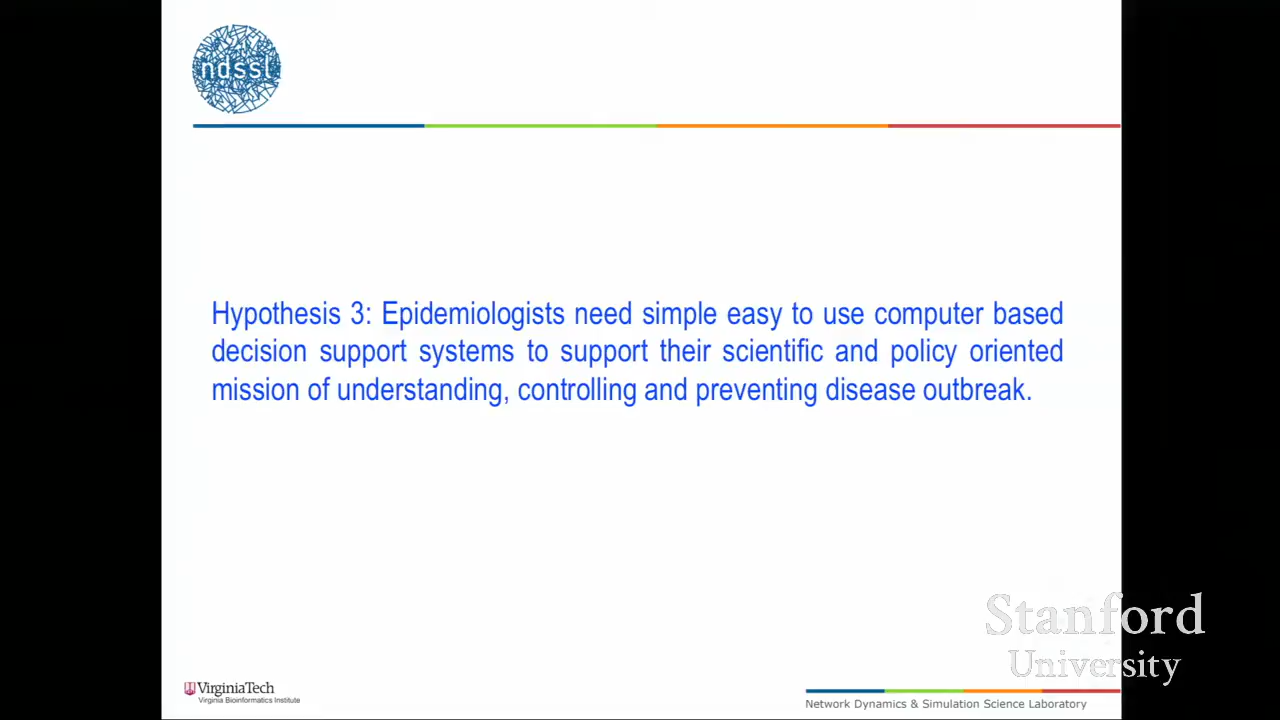 ndssl
Hypothesis 3: Epidemiologists need simple easy to use computer based
decision support systems to support their scientific and policy oriented
mission of understanding, controlling and preventing disease outbreak.
Stanford
University
VirginiaTech
Virginia Bioinformatics Institute
Network Dynamics & Simulation Science Laboratory